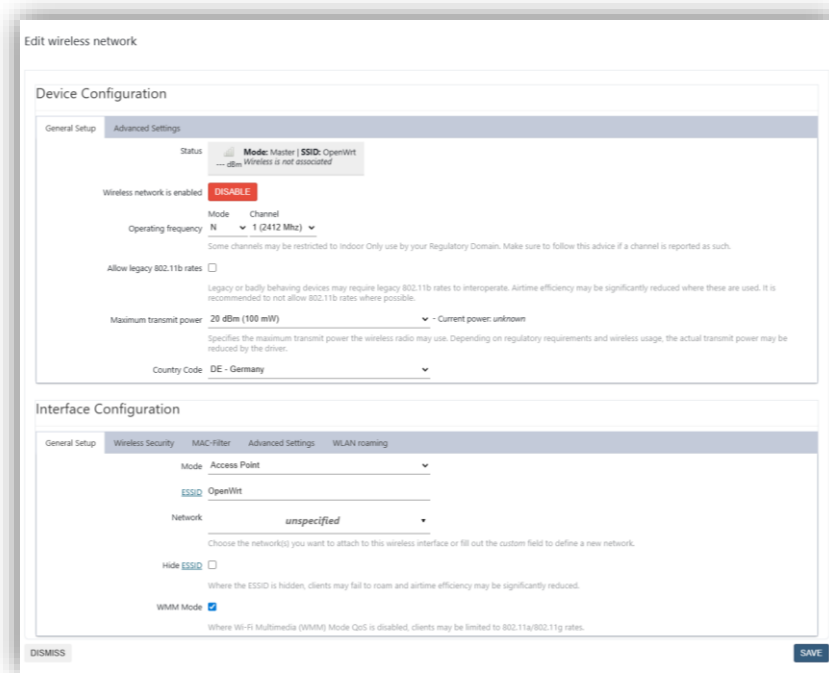 Edit wireless network
Device Configuration
General Setup Advanced Settings
Status Mode: Master | SSID: OpenWrt
--- dBm Wireless is not associated
Wireless network is enabled DISABLE
Mode Channel
Operating frequency N 1 (2412 Mhz)
Some channels may be restricted to Indoor Only use by your Regulatory Domain. Make sure to follow this advice if a channel is reported as such.
Allow legacy 802.11b rates
Legacy or badly behaving devices may require legacy 802.11b rates to interoperate. Airtime efficiency may be significantly reduced where these are used. It is
recommended to not allow 802.11b rates where possible.
Maximum transmit power 20 dBm (100 mW) - Current power: unknown
Specifies the maximum transmit power the wireless radio may use. Depending on regulatory requirements and wireless usage, the actual transmit power may be
reduced by the driver.
Country Code DE - Germany
Interface Configuration
General Setup Wireless Security MAC-Filter Advanced Settings WLAN roaming
Mode Access Point
ESSID OpenWrt
Network unspecified
Choose the network(s) you want to attach to this wireless interface or fill out the custom field to define a new network.
Hide ESSID
Where the ESSID is hidden, clients may fail to roam and airtime efficiency may be significantly reduced.
WMM Mode
Where Wi-Fi Multimedia (WMM) Mode QoS is disabled, clients may be limited to 802.11a/802.11g rates.
DISMISS SAVE